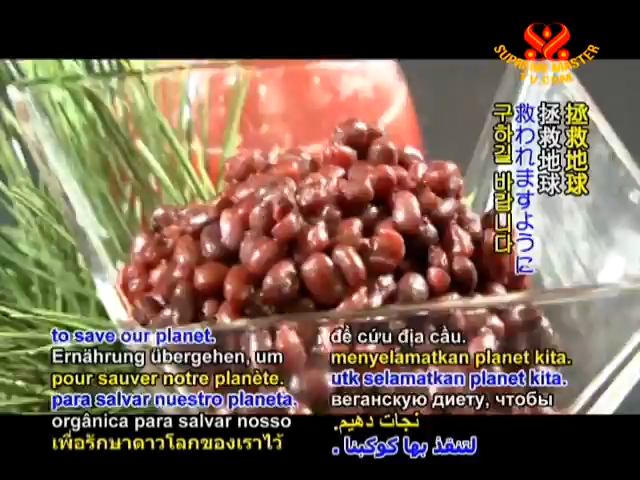 SUPREME MASTER
TV.COM
拯救地球
拯救地球
救われますように
구하길 바랍니다
to save our planet.
Ernährung übergehen, um
pour sauver notre planète.
para salvar nuestro planeta.
orgânica para salvar nosso
เพื่อรักษาดาวโลกของเราไว้
để cứu địa cầu.
menyelamatkan planet kita.
utk selamatkan planet kita.
веганскую диету, чтобы
نجات دهیم.
لتنقذ بها كوكبنا .